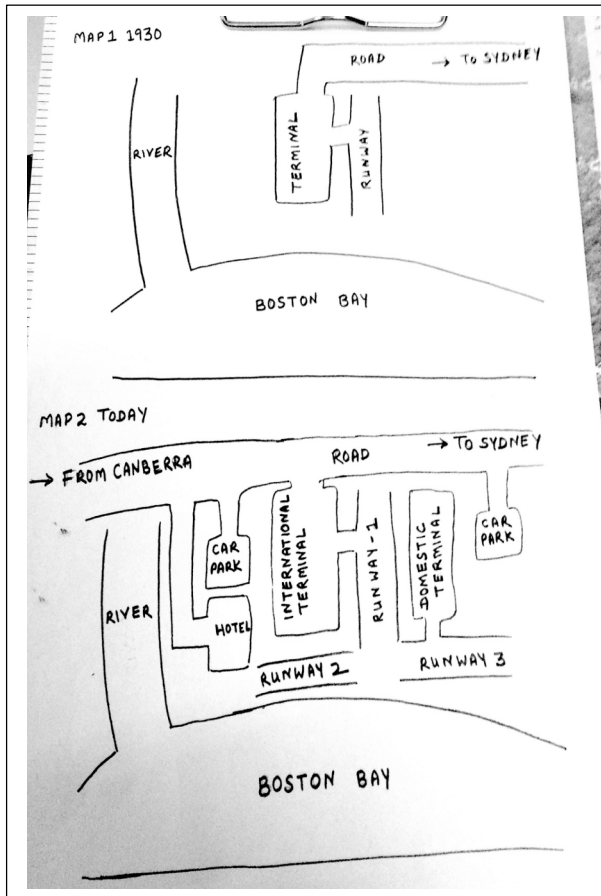 MAP 1 1930
ROAD → TO SYDNEY
RIVER
TERMINAL
RUNWAY
BOSTON BAY
MAP 2 TODAY
→ FROM CANBERRA
ROAD → TO SYDNEY
CAR
PARK
INTERNATIONAL
TERMINAL
RUNWAY-1
DOMESTIC
TERMINAL
CAR
PARK
RIVER
HOTEL
RUNWAY 2
RUNWAY 3
BOSTON BAY